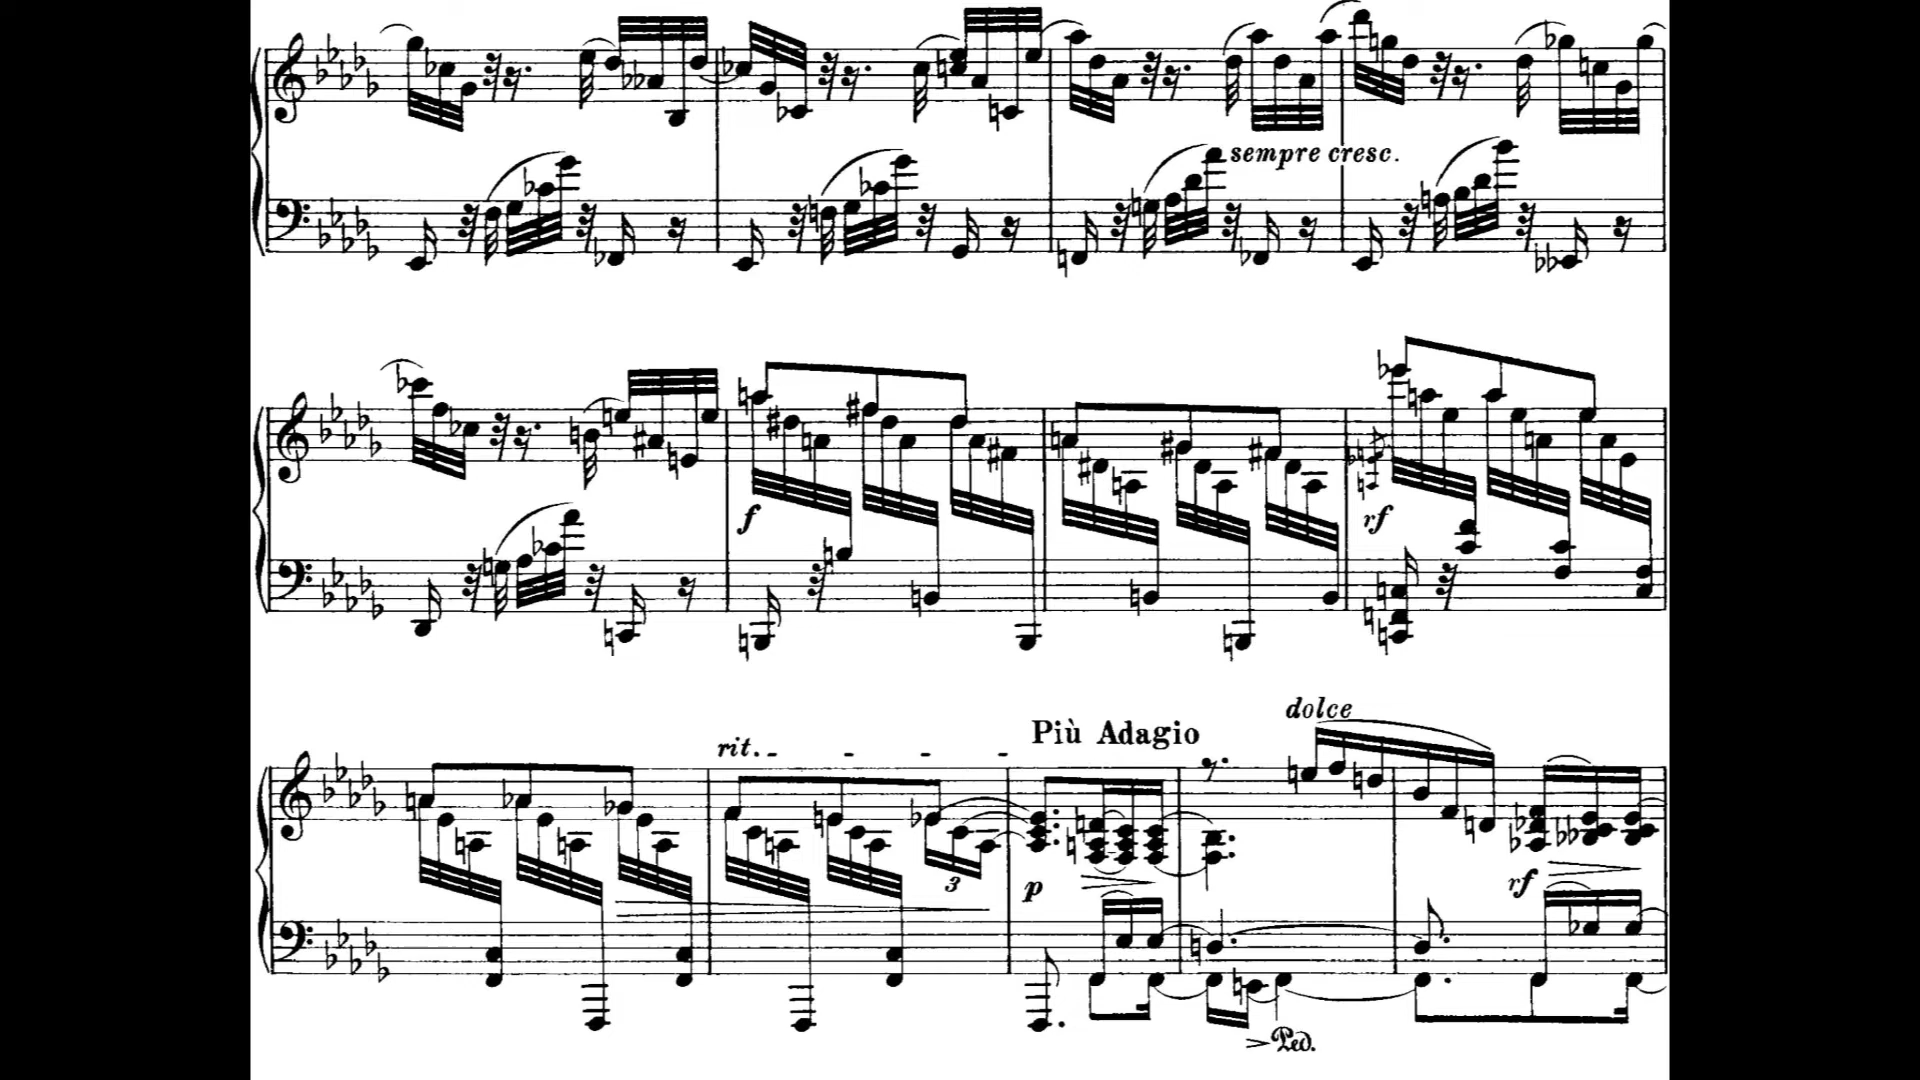 sempre cresc.
f
rf
dolce
rit.
Più Adagio
3
p
rf
Ped.